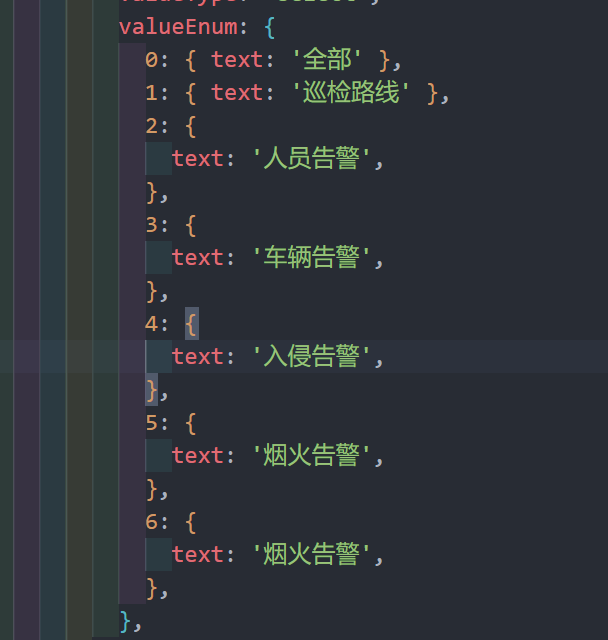 valueEnum: {
0: { text: '全部' },
1: { text: '巡检路线' },
2: {
text: '人员告警',
},
3: {
text: '车辆告警',
},
4: {
text: '入侵告警',
},
5: {
text: '烟火告警',
},
6: {
text: '烟火告警',
},
},